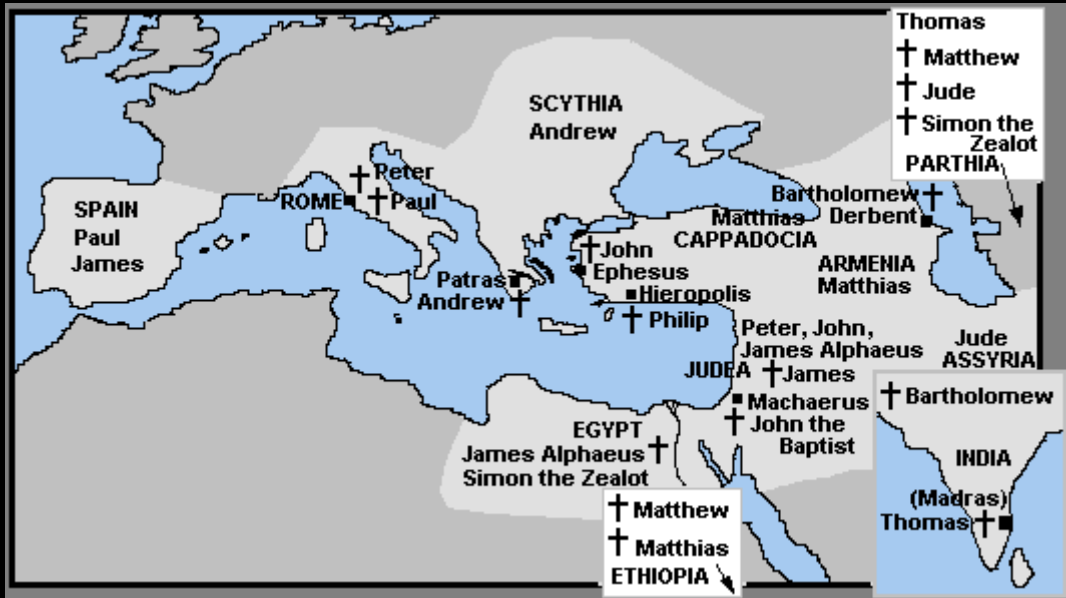 Thomas
† Matthew
† Jude
† Simon the
Zealot
PARTHIA
SCYTHIA
Andrew
† Peter
ROME † Paul
SPAIN
Paul
James
Bartholomew †
Derbent
Matthias
CAPPADOCIA
† John
Ephesus
Patras
Andrew †
Hieropolis
† Philip
ARMENIA
Matthias
Peter, John,
James Alphaeus
JUDEA † James
Jude
ASSYRIA
Machaerus
† John the
Baptist
EGYPT
James Alphaeus †
Simon the Zealot
† Matthew
† Matthias
ETHIOPIA
† Bartholomew
INDIA
(Madras)
Thomas †